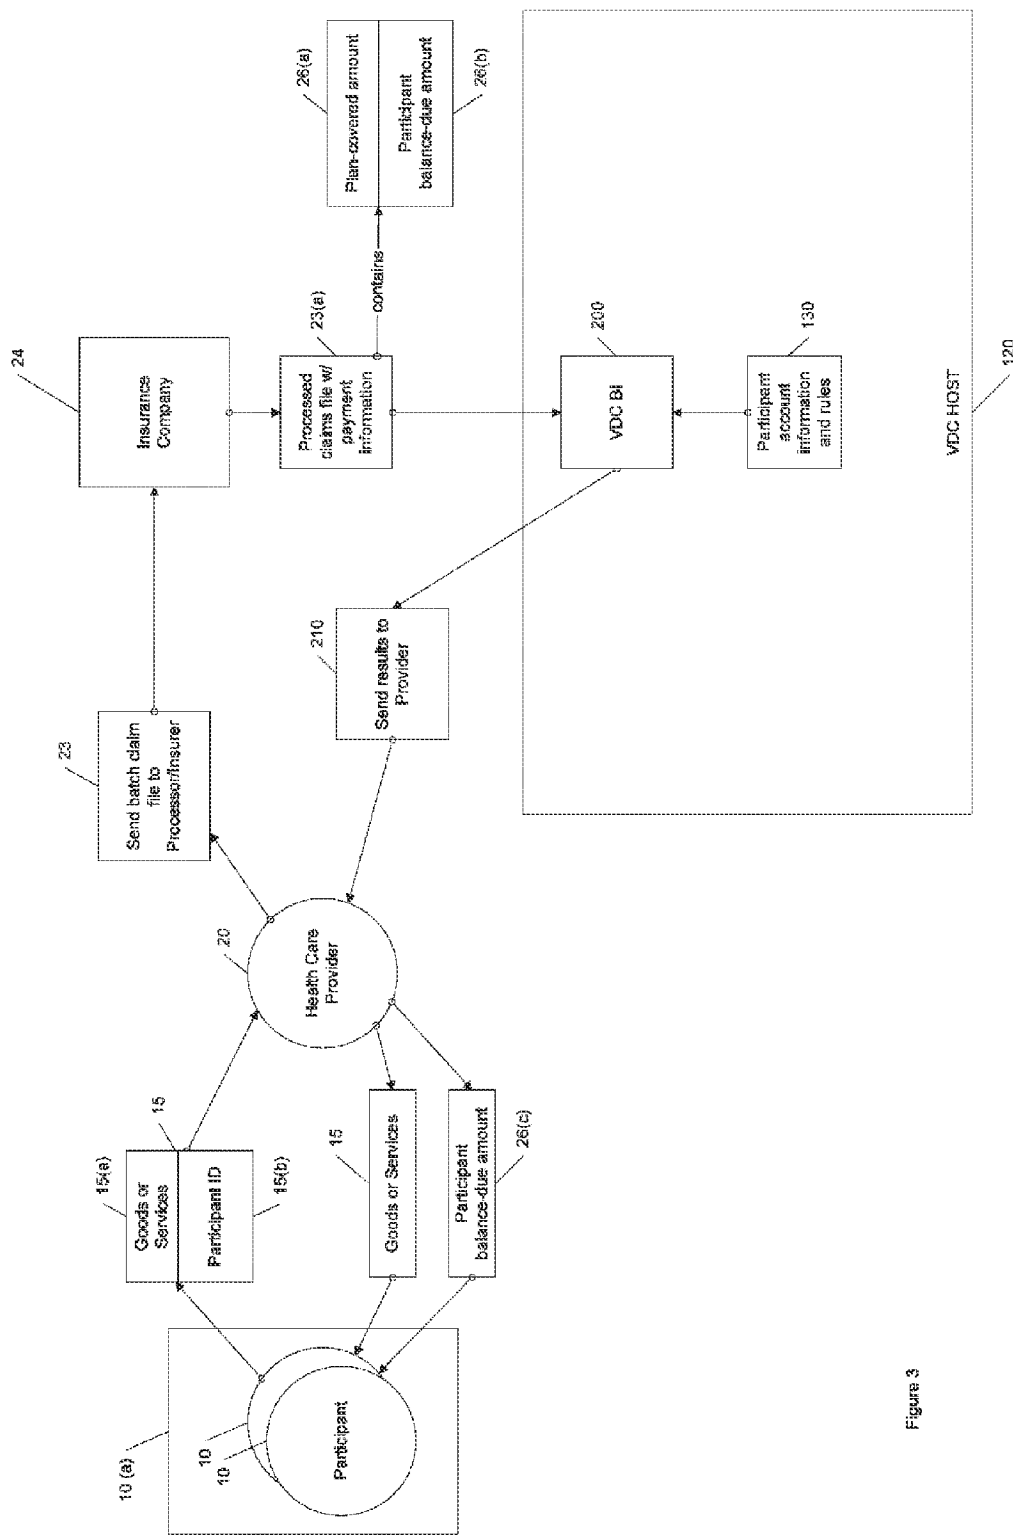 10 (a)
10
10
Participant
15(a)
15
Goods or
Services
Participant ID
15(b)
15
Goods or Services
Participant
balance-due amount
26(c)
20
Health Care
Provider
23
Send batch claim
file to
Processor/Insurer
210
Send results to
Provider
24
Insurance
Company
23(a)
Processed
claims file w/
payment
information
contains
26(a)
Plan-covered amount
Participant
balance-due amount
26(b)
200
VDC BI
130
Participant
account
information
and rules
VDC HOST
120
Figure 3